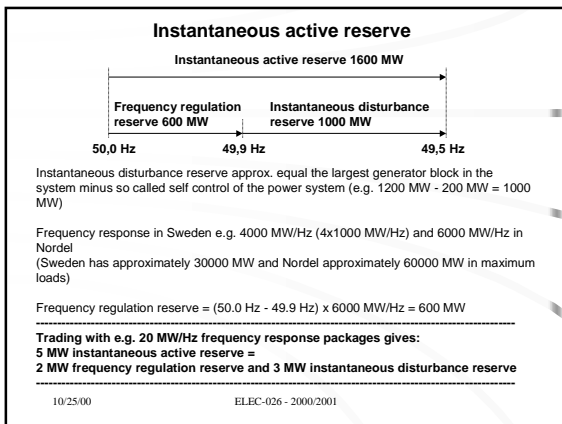 Instantaneous active reserve
Instantaneous active reserve 1600 MW
Frequency regulation
reserve 600 MW
Instantaneous disturbance
reserve 1000 MW
50,0 Hz 49,9 Hz 49,5 Hz
Instantaneous disturbance reserve approx. equal the largest generator block in the
system minus so called self control of the power system (e.g. 1200 MW - 200 MW = 1000
MW)
Frequency response in Sweden e.g. 4000 MW/Hz (4x1000 MW/Hz) and 6000 MW/Hz in
Nordel
(Sweden has approximately 30000 MW and Nordel approximately 60000 MW in maximum
loads)
Frequency regulation reserve = (50.0 Hz - 49.9 Hz) x 6000 MW/Hz = 600 MW
Trading with e.g. 20 MW/Hz frequency response packages gives:
5 MW instantaneous active reserve =
2 MW frequency regulation reserve and 3 MW instantaneous disturbance reserve
10/25/00 ELEC-026 - 2000/2001